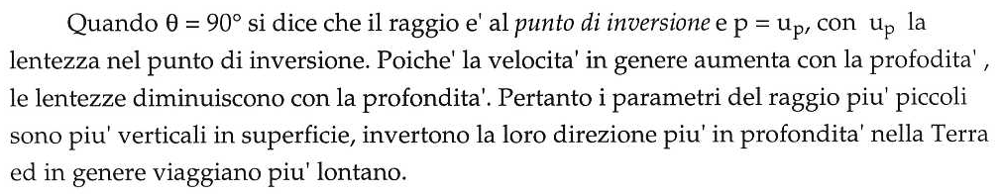 Quando θ = 90° si dice che il raggio e' al punto di inversione e p = up, con up la
lentezza nel punto di inversione. Poiche' la velocita' in genere aumenta con la profodita' ,
le lentezze diminuiscono con la profondita'. Pertanto i parametri del raggio piu' piccoli
sono piu' verticali in superficie, invertono la loro direzione piu' in profondita' nella Terra
ed in genere viaggiano piu' lontano.